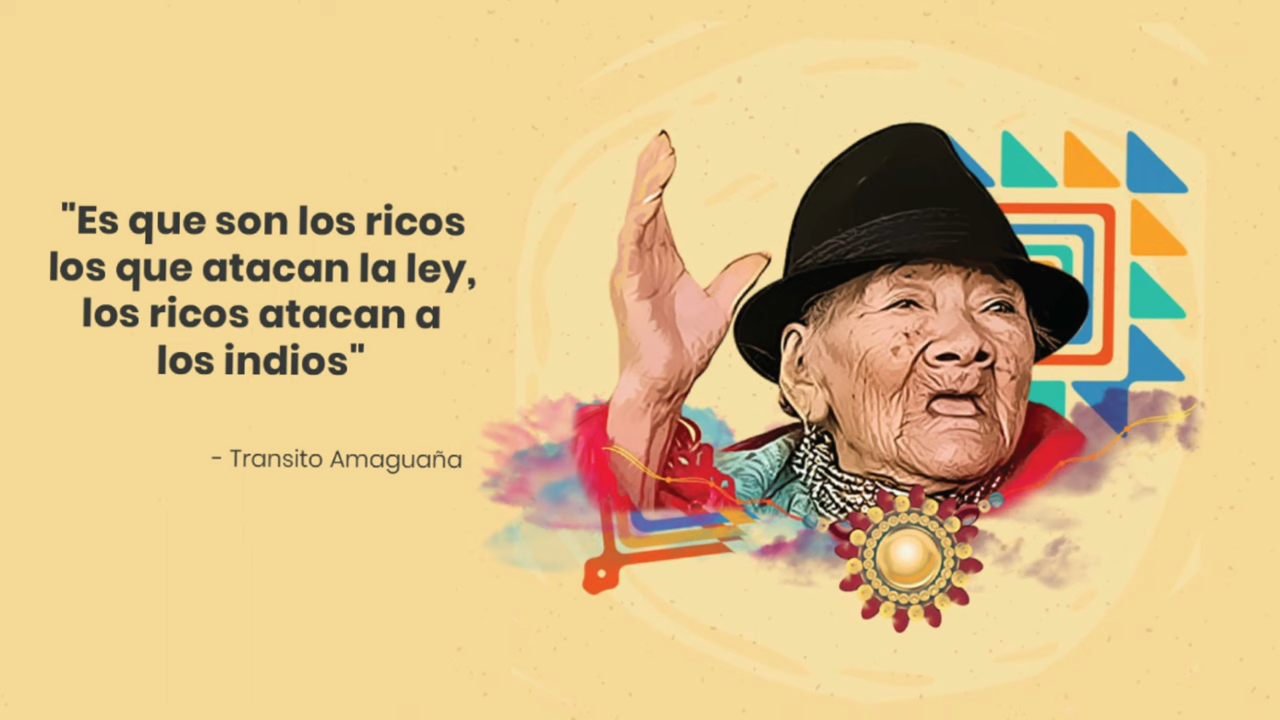 "Es que son los ricos
los que atacan la ley,
los ricos atacan a
los indios"
- Transito Amaguaña